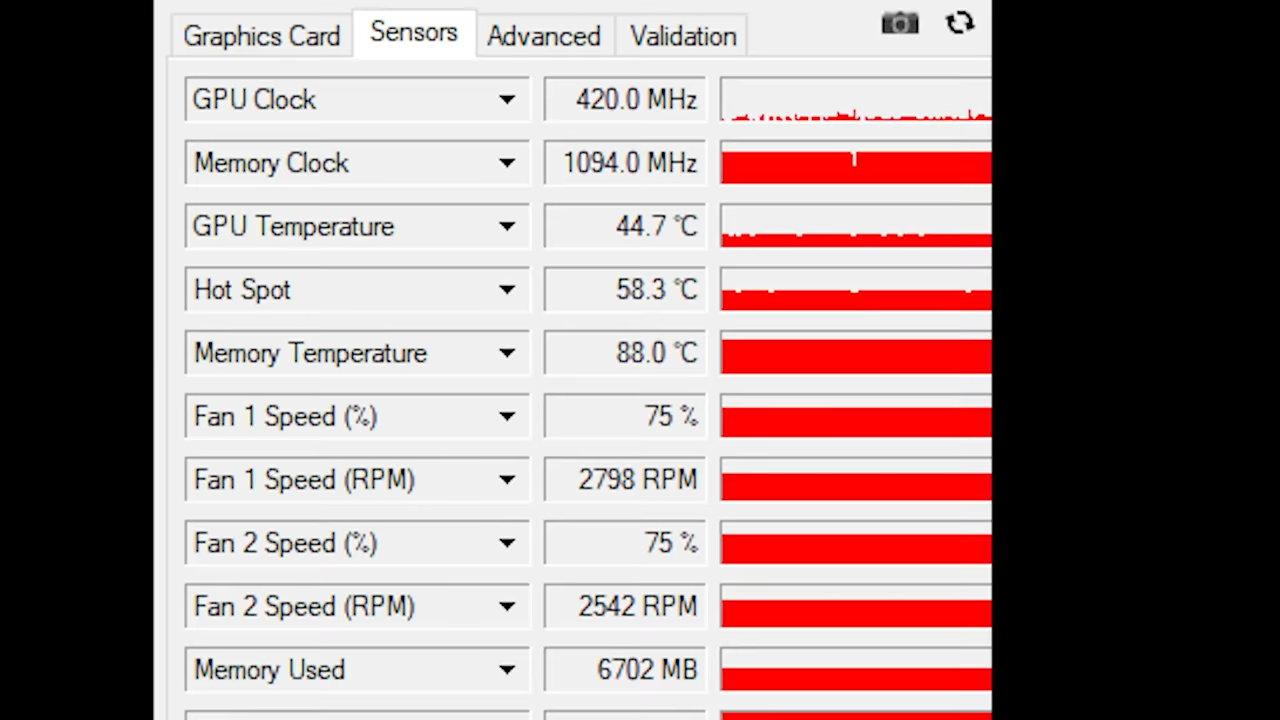 Graphics Card Sensors Advanced Validation
GPU Clock 420.0 MHz
Memory Clock 1094.0 MHz
GPU Temperature 44.7 °C
Hot Spot 58.3 °C
Memory Temperature 88.0 °C
Fan 1 Speed (%) 75 %
Fan 1 Speed (RPM) 2798 RPM
Fan 2 Speed (%) 75 %
Fan 2 Speed (RPM) 2542 RPM
Memory Used 6702 MB